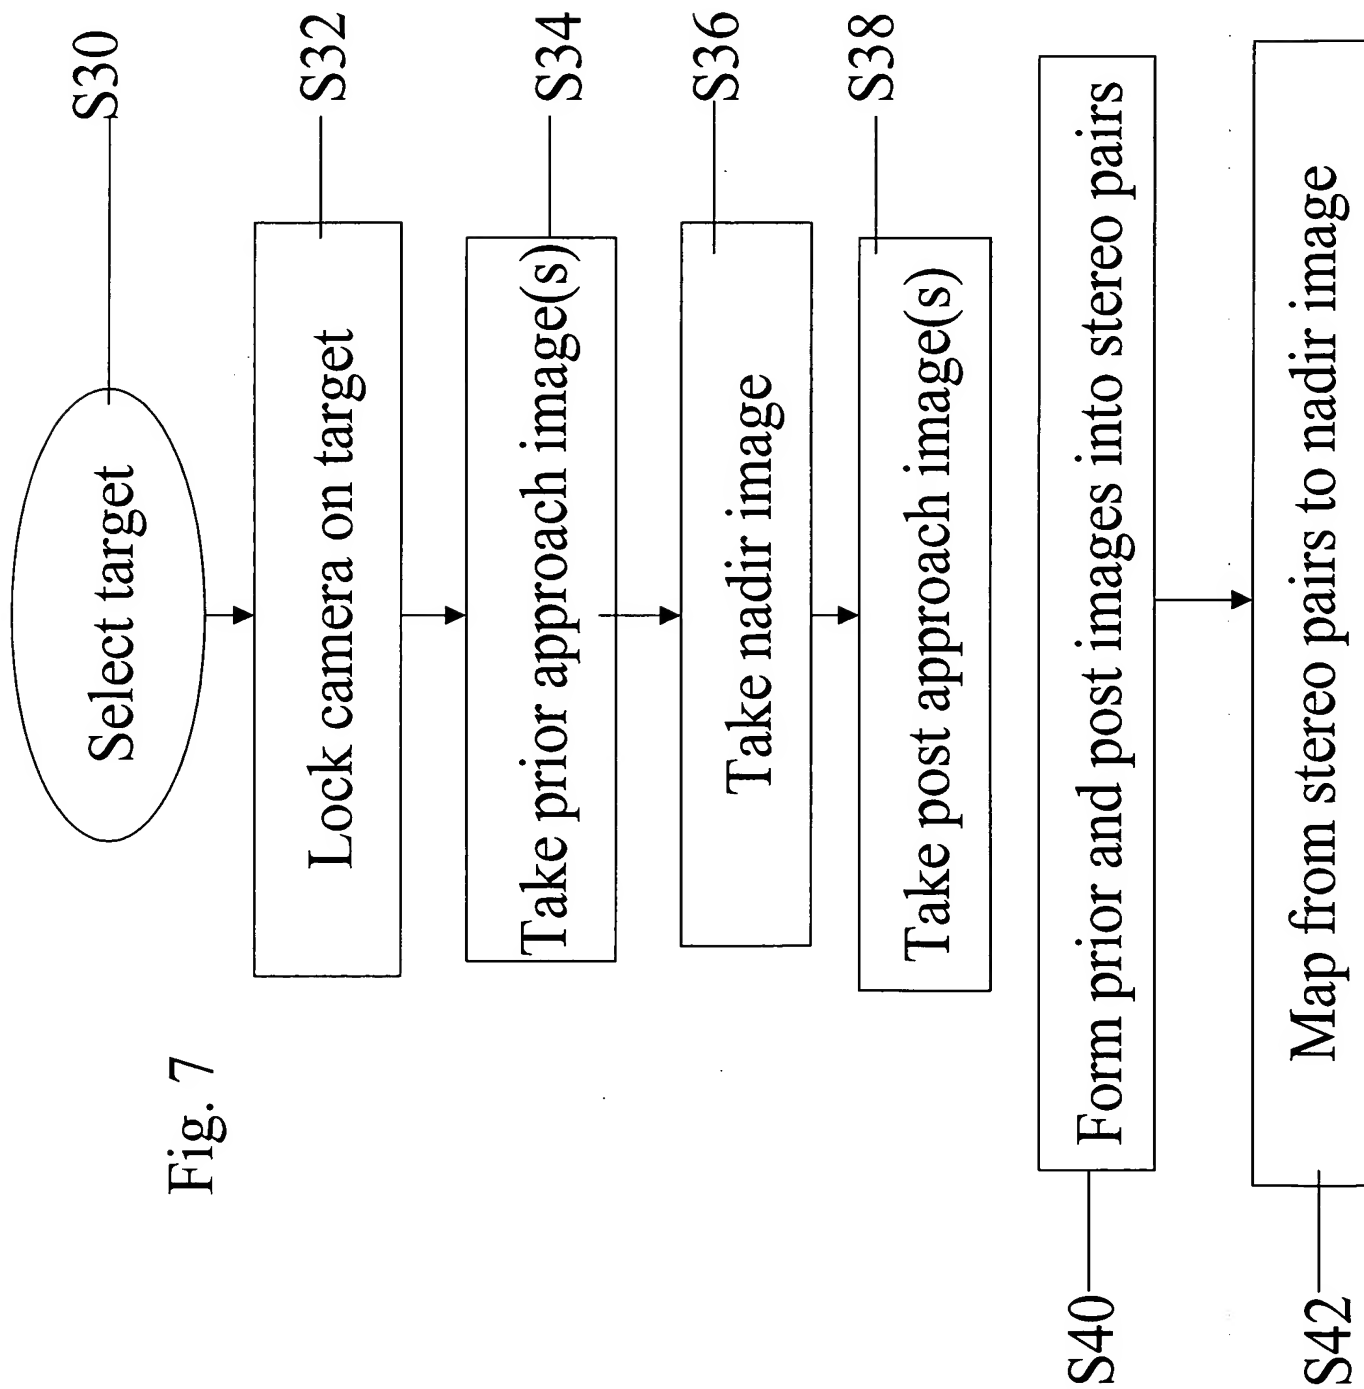 Fig. 7
Select target
S30
Lock camera on target
S32
Take prior approach image(s)
S34
Take nadir image
S36
Take post approach image(s)
S38
S40
Form prior and post images into stereo pairs
S42
Map from stereo pairs to nadir image